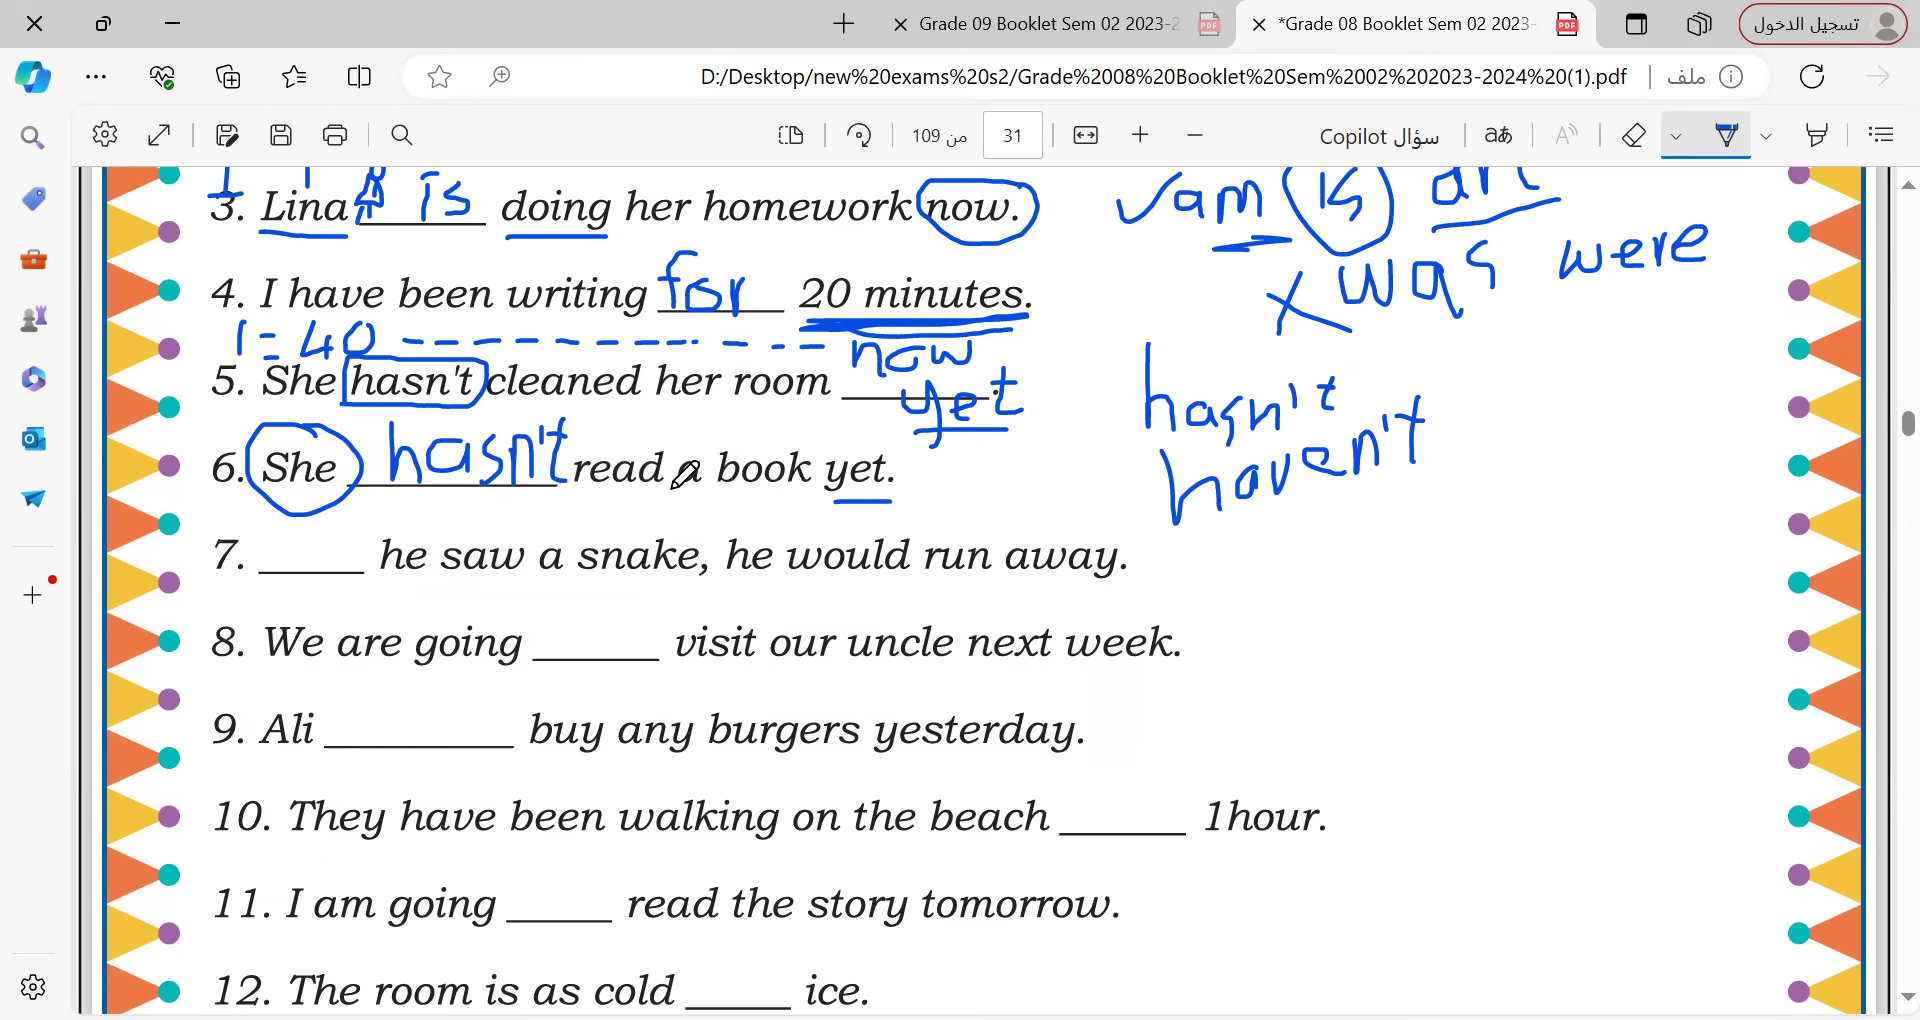 Grade 09 Booklet Sem 02 2023-2
*Grade 08 Booklet Sem 02 2023-
تسجيل الدخول
D:/Desktop/new%20exams%20s2/Grade%2008%20Booklet%20Sem%2002%202023-2024%20(1).pdf
ملف
من 109
31
سؤال Copilot
3. Lina is doing her homework now.
am is
was were
4. I have been writing for 20 minutes.
1 = 40 now
5. She hasn't cleaned her room yet.
hasn't
haven't
6. She hasn't read a book yet.
7. _____ he saw a snake, he would run away.
8. We are going ______ visit our uncle next week.
9. Ali _________ buy any burgers yesterday.
10. They have been walking on the beach ______ 1hour.
11. I am going _____ read the story tomorrow.
12. The room is as cold _____ ice.